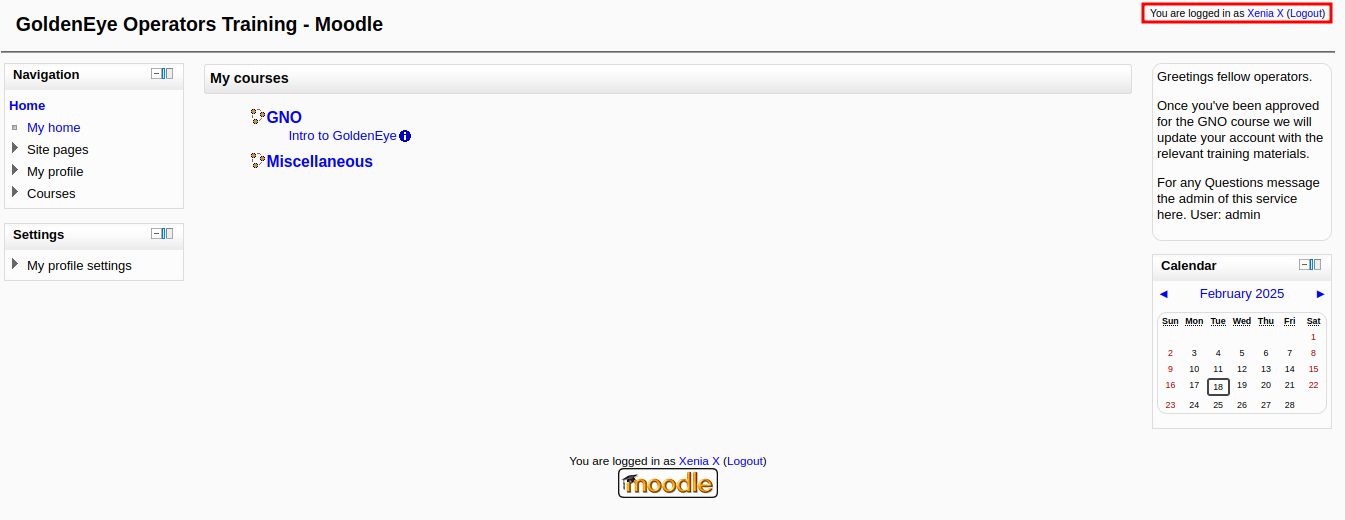 GoldenEye Operators Training - Moodle
You are logged in as Xenia X (Logout)
Navigation
Home
My home
Site pages
My profile
Courses
Settings
My profile settings
My courses
GNO
Intro to GoldenEye
Miscellaneous
Greetings fellow operators.
Once you've been approved
for the GNO course we will
update your account with the
relevant training materials.
For any Questions message
the admin of this service
here. User: admin
Calendar
◄ February 2025 ►
Sun Mon Tue Wed Thu Fri Sat
1
2 3 4 5 6 7 8
9 10 11 12 13 14 15
16 17 18 19 20 21 22
23 24 25 26 27 28
You are logged in as Xenia X (Logout)
moodle